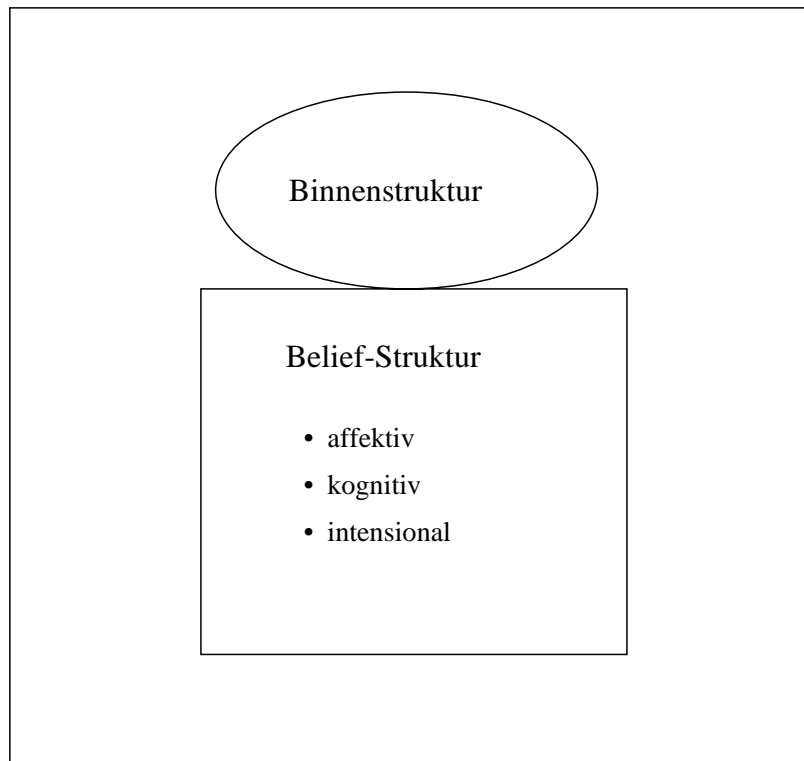 Binnenstruktur
Belief-Struktur
• affektiv
• kognitiv
• intensional